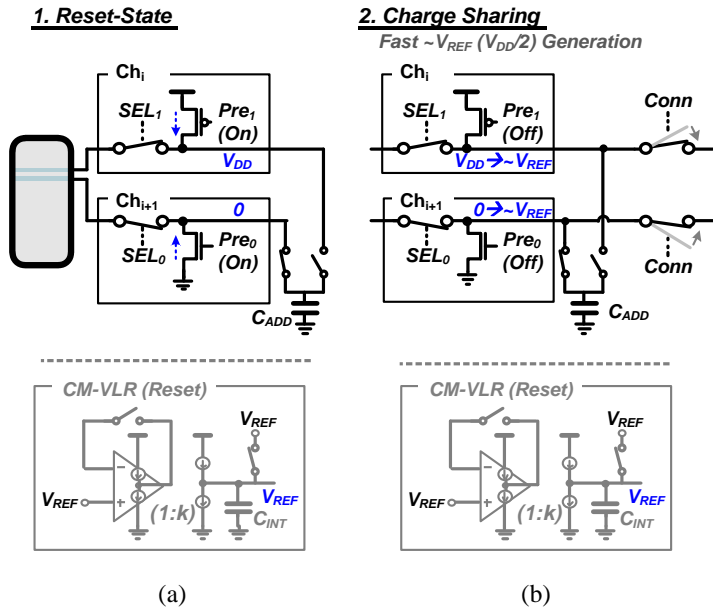 1. Reset-State
2. Charge Sharing
Fast ~VREF (VDD/2) Generation
Chi
SEL1
Pre1
(On)
VDD
Chi+1
0
SEL0
Pre0
(On)
CADD
Chi
SEL1
Pre1
(Off)
VDD→~VREF
Conn
Chi+1
0→~VREF
SEL0
Pre0
(Off)
Conn
CADD
CM-VLR (Reset)
VREF
VREF
−
+
(1:k)
VREF
CINT
CM-VLR (Reset)
VREF
VREF
−
+
(1:k)
VREF
CINT
(a)
(b)